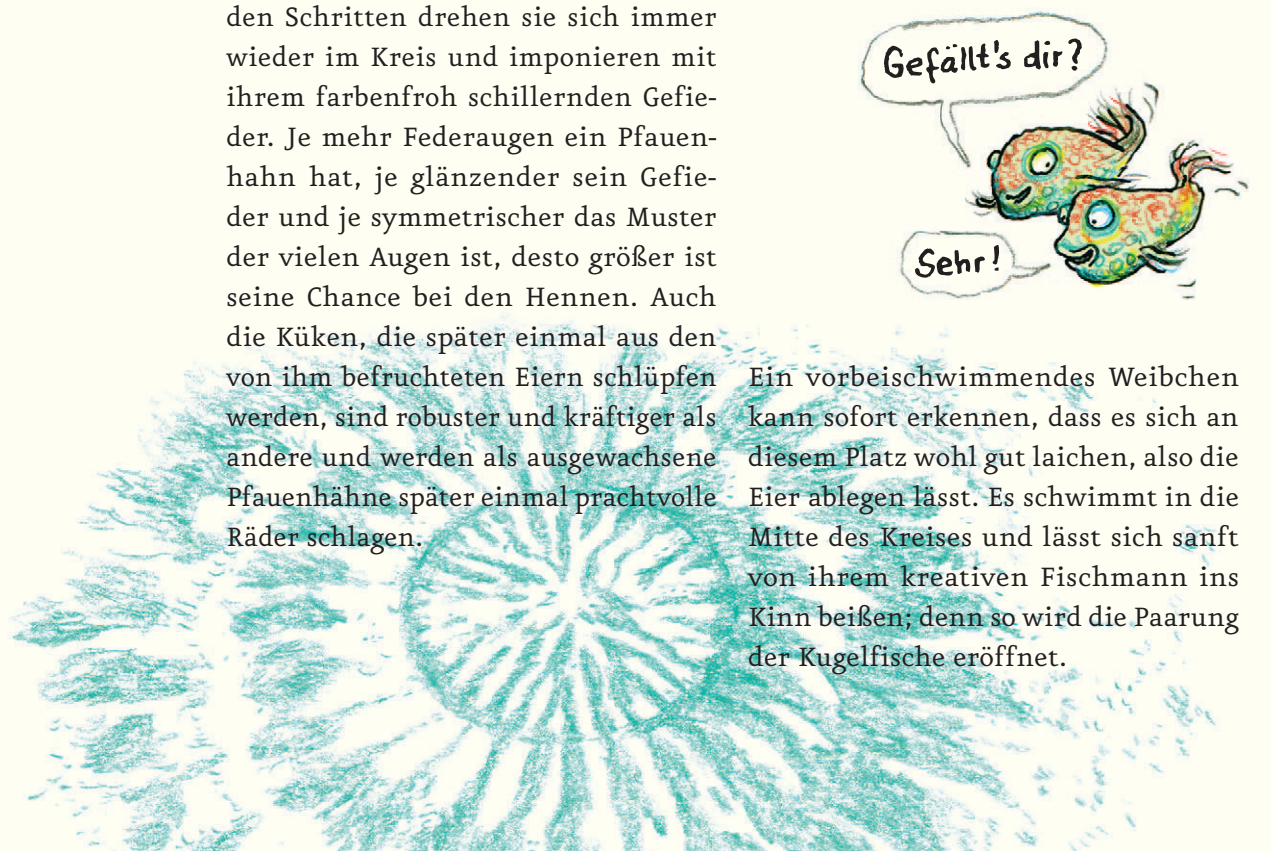 den Schritten drehen sie sich immer
wieder im Kreis und imponieren mit
ihrem farbenfroh schillernden Gefie-
der. Je mehr Federaugen ein Pfauen-
hahn hat, je glänzender sein Gefie-
der und je symmetrischer das Muster
der vielen Augen ist, desto größer ist
seine Chance bei den Hennen. Auch
die Küken, die später einmal aus den
von ihm befruchteten Eiern schlüpfen
werden, sind robuster und kräftiger als
andere und werden als ausgewachsene
Pfauenhähne später einmal prachtvolle
Räder schlagen.
Gefällt's dir?
Sehr!
Ein vorbeischwimmendes Weibchen
kann sofort erkennen, dass es sich an
diesem Platz wohl gut laichen, also die
Eier ablegen lässt. Es schwimmt in die
Mitte des Kreises und lässt sich sanft
von ihrem kreativen Fischmann ins
Kinn beißen; denn so wird die Paarung
der Kugelfische eröffnet.